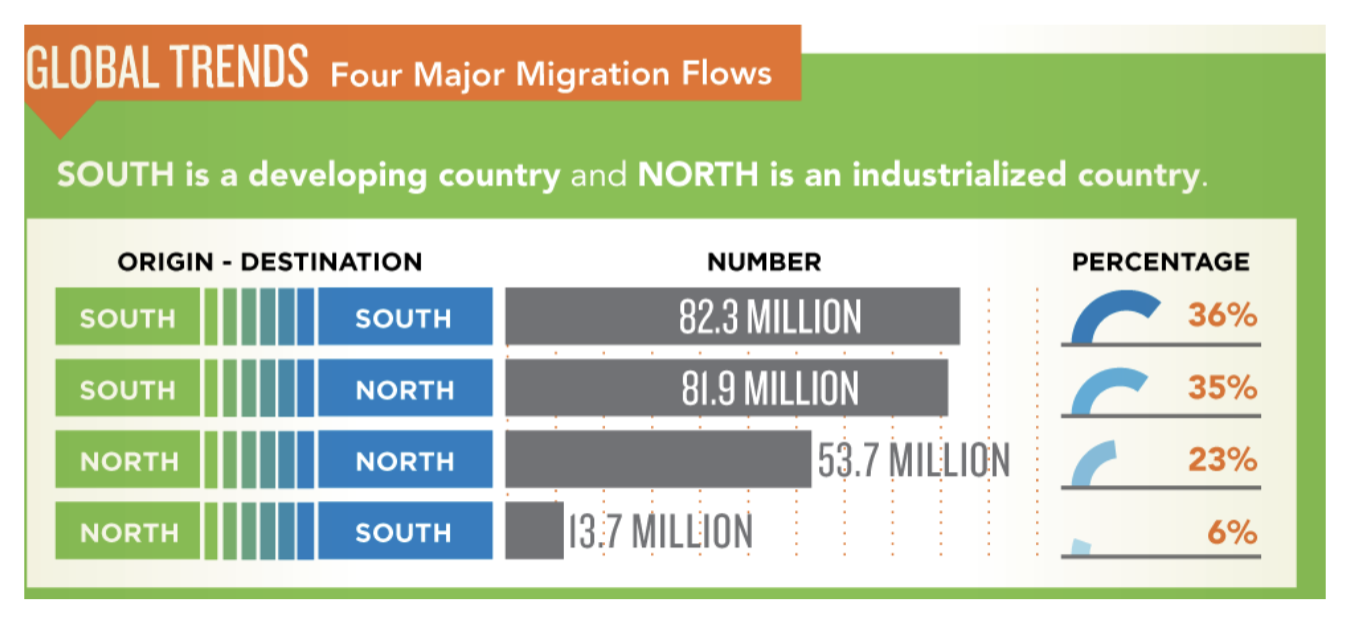 GLOBAL TRENDS Four Major Migration Flows
SOUTH is a developing country and NORTH is an industrialized country.
ORIGIN - DESTINATION NUMBER PERCENTAGE
SOUTH SOUTH 82.3 MILLION 36%
SOUTH NORTH 81.9 MILLION 35%
NORTH NORTH 53.7 MILLION 23%
NORTH SOUTH 13.7 MILLION 6%